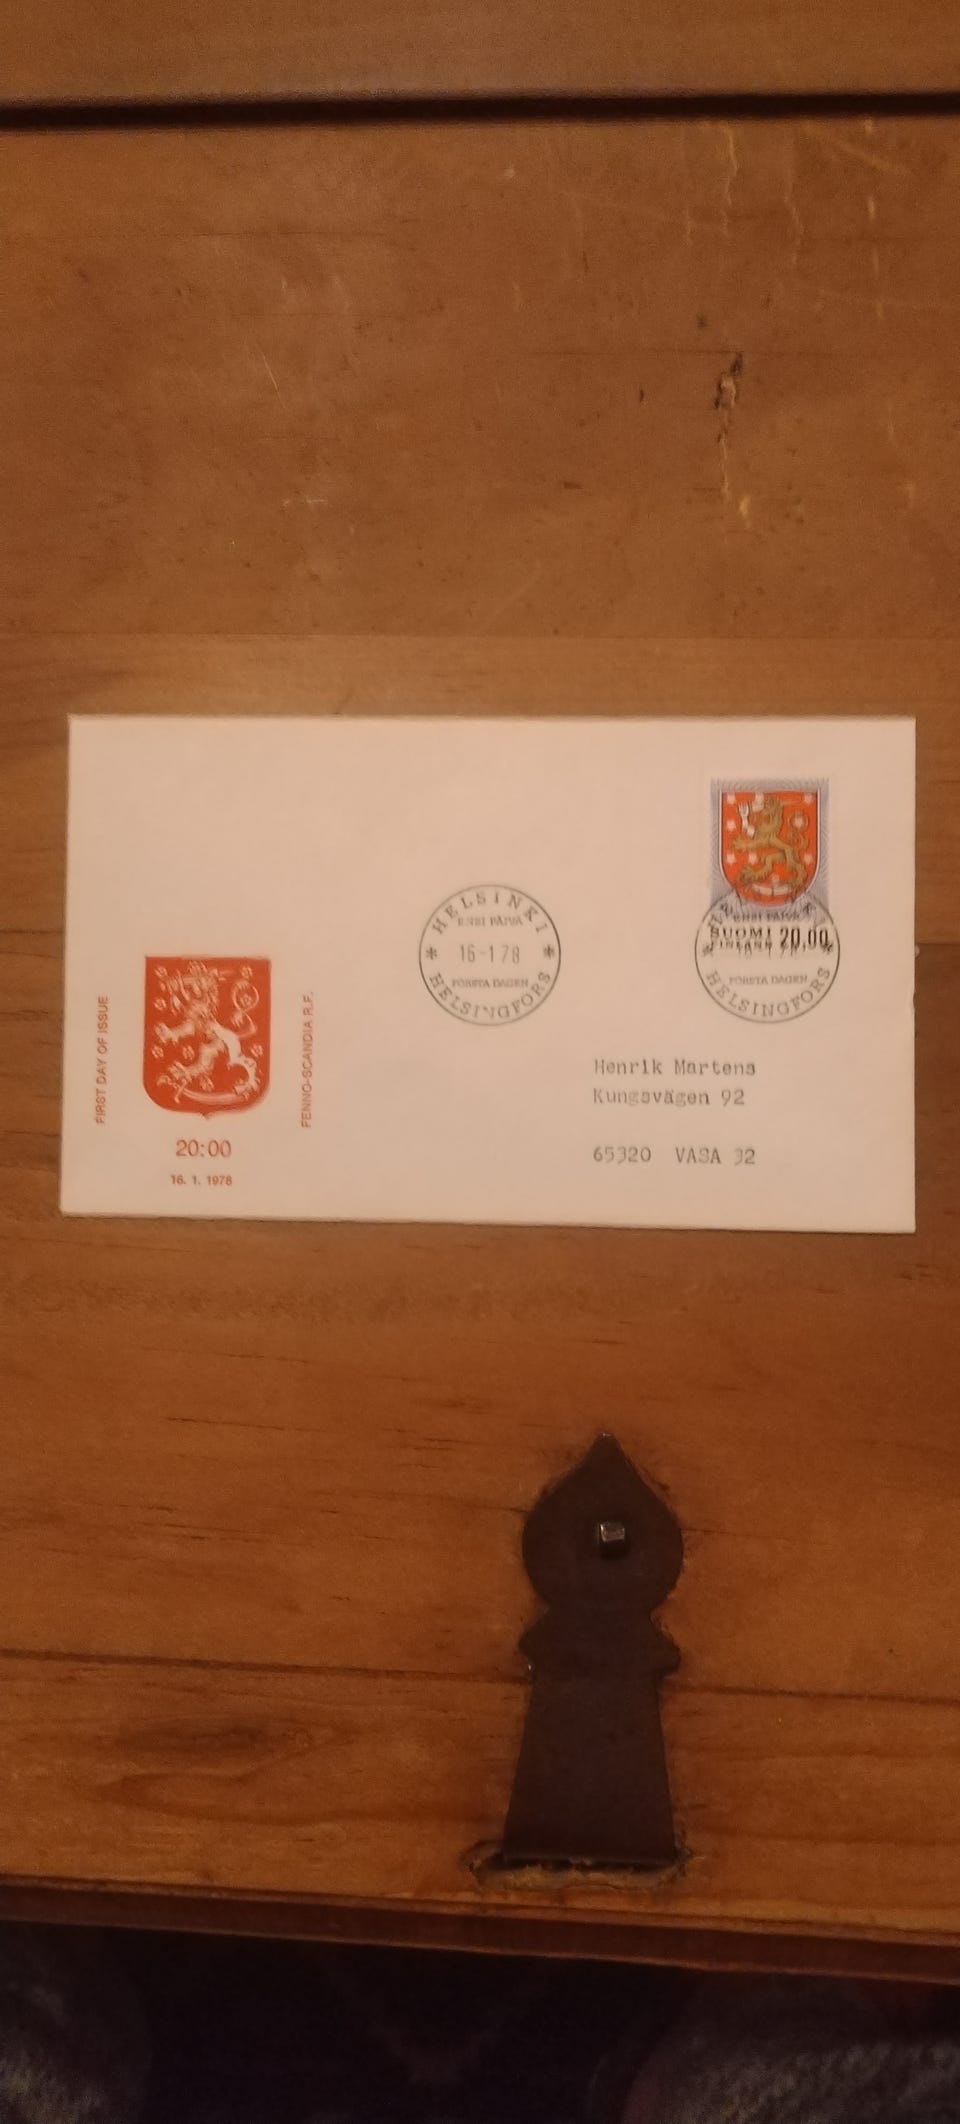 HELSINKI
ENSI PÄIVÄ
16-1.78
FÖRSTA DAGEN
HELSINGFORS
ENSI PÄIVÄ
SUOMI 20,00
FINLAND
FÖRSTA DAGEN
HELSINGFORS
FIRST DAY OF ISSUE
FENNO-SCANDIA R.F.
20:00
16. 1. 1978
Henrik Martens
Kungsvägen 92
65320 VASA 32